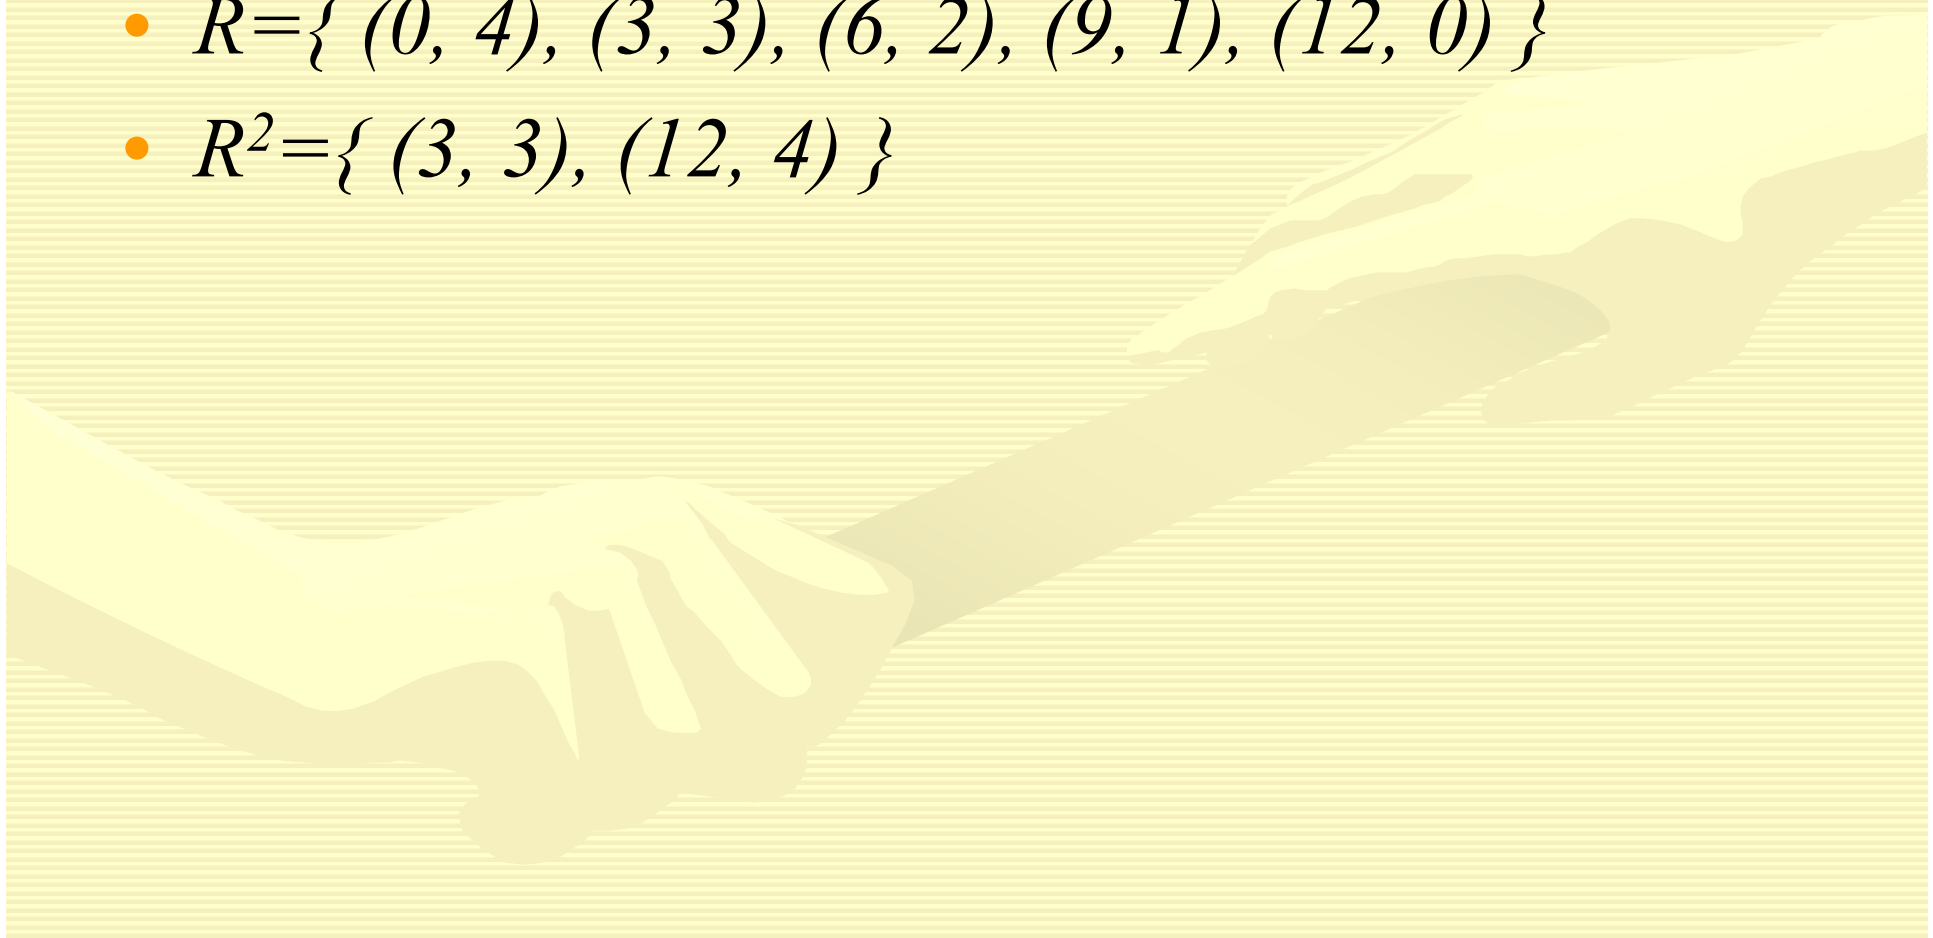 • R={ (0, 4), (3, 3), (6, 2), (9, 1), (12, 0) }
• R²={ (3, 3), (12, 4) }